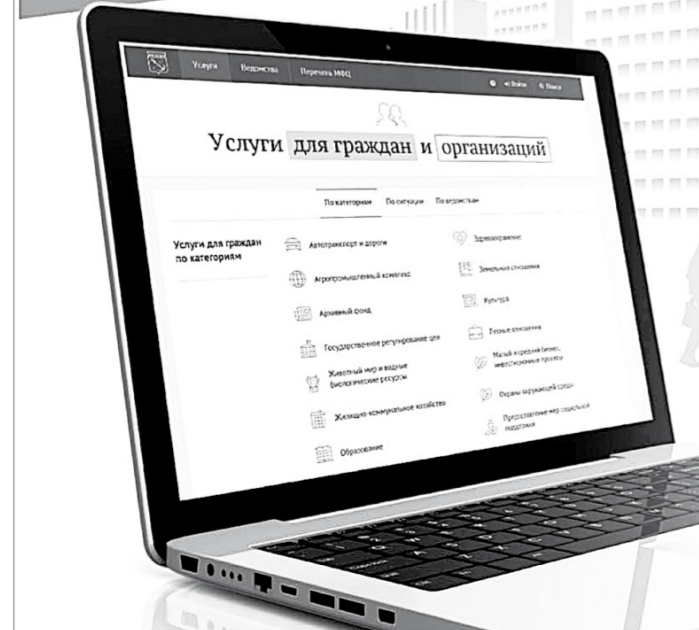 Услуги Ведомства Перечень МФЦ Войти Поиск
Услуги для граждан и организаций
По категориям По ситуации По ведомствам
Услуги для граждан
по категориям
Автотранспорт и дороги
Агропромышленный комплекс
Архивный фонд
Государственное регулирование цен
Животный мир и водные
биологические ресурсы
Жилищно-коммунальное хозяйство
Образование
Здравоохранение
Земельные отношения
Культура
Лесные отношения
Малый и средний бизнес,
инвестиционные проекты
Охрана окружающей среды
Предоставление мер социальной
поддержки